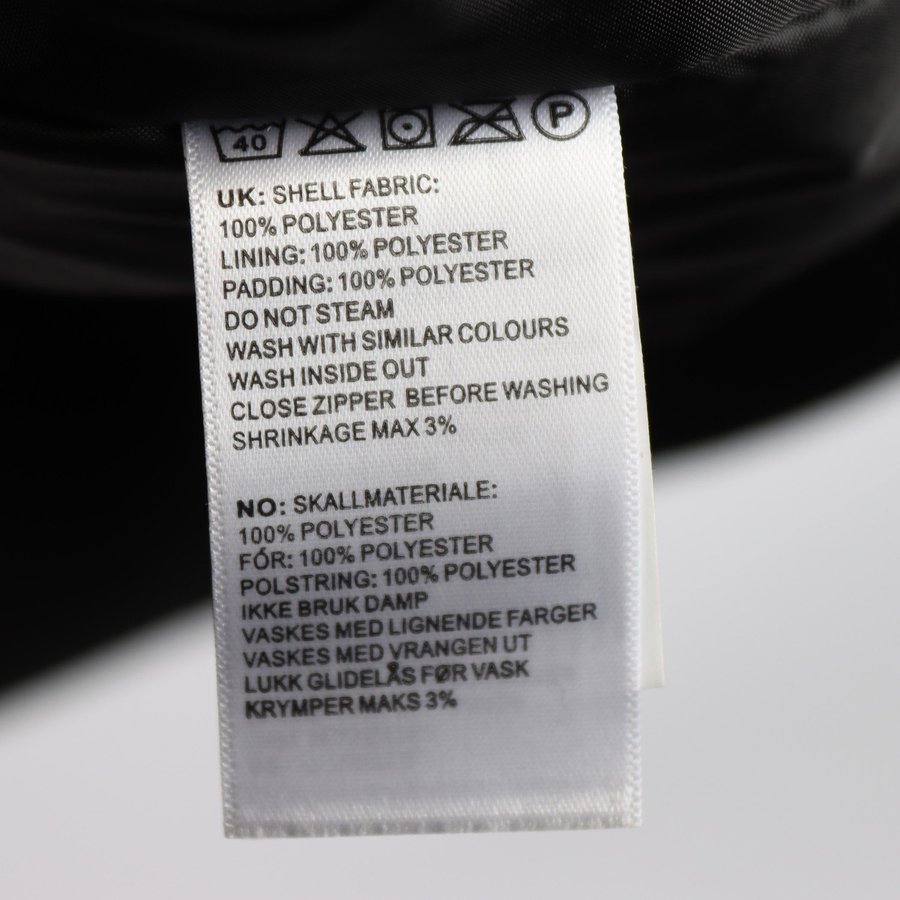 40 P
UK: SHELL FABRIC:
100% POLYESTER
LINING: 100% POLYESTER
PADDING: 100% POLYESTER
DO NOT STEAM
WASH WITH SIMILAR COLOURS
WASH INSIDE OUT
CLOSE ZIPPER BEFORE WASHING
SHRINKAGE MAX 3%
NO: SKALLMATERIALE:
100% POLYESTER
FÓR: 100% POLYESTER
POLSTRING: 100% POLYESTER
IKKE BRUK DAMP
VASKES MED LIGNENDE FARGER
VASKES MED VRANGEN UT
LUKK GLIDELÅS FØR VASK
KRYMPER MAKS 3%